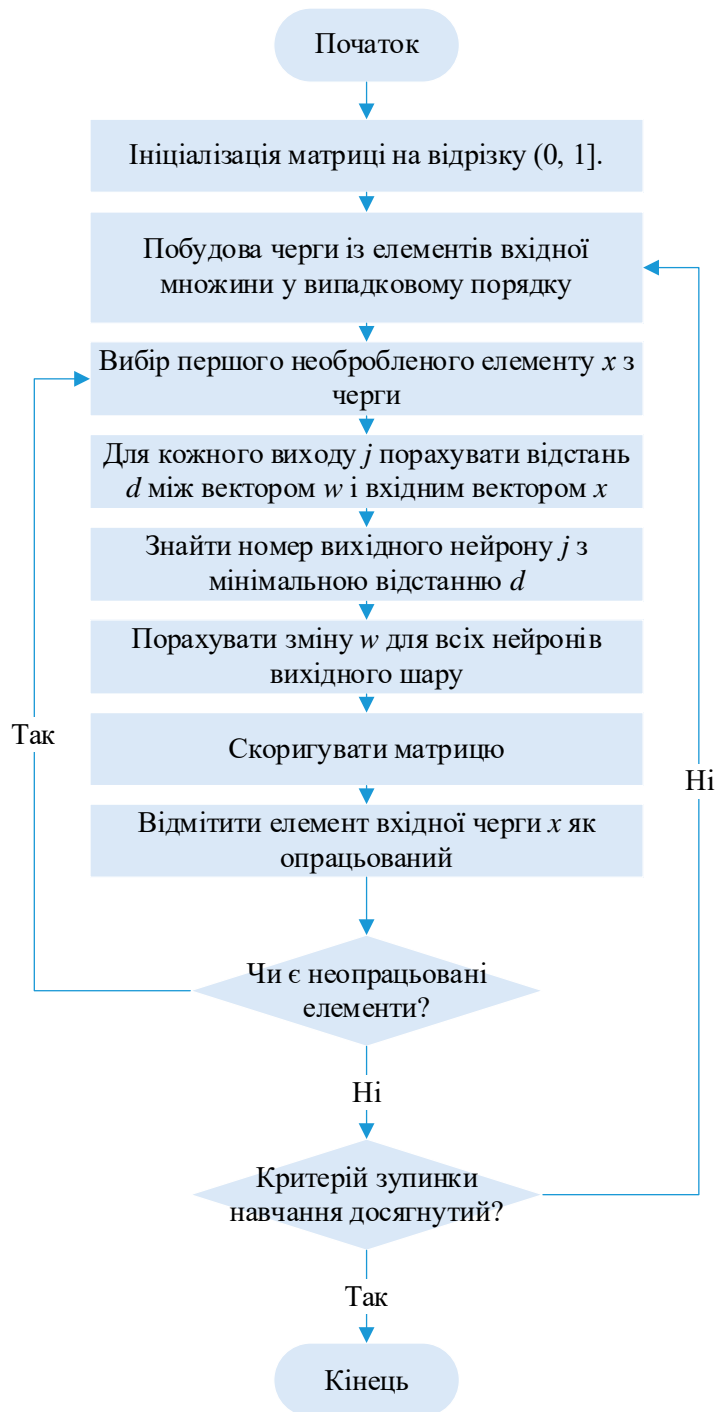 Початок
Ініціалізація матриці на відрізку (0, 1].
Побудова черги із елементів вхідної
множини у випадковому порядку
Вибір першого необробленого елементу x з
черги
Для кожного виходу j порахувати відстань
d між вектором w і вхідним вектором x
Знайти номер вихідного нейрону j з
мінімальною відстанню d
Порахувати зміну w для всіх нейронів
вихідного шару
Так
Скоригувати матрицю
Ні
Відмітити елемент вхідної черги x як
опрацьований
Чи є неопрацьовані
елементи?
Ні
Критерій зупинки
навчання досягнутий?
Так
Кінець